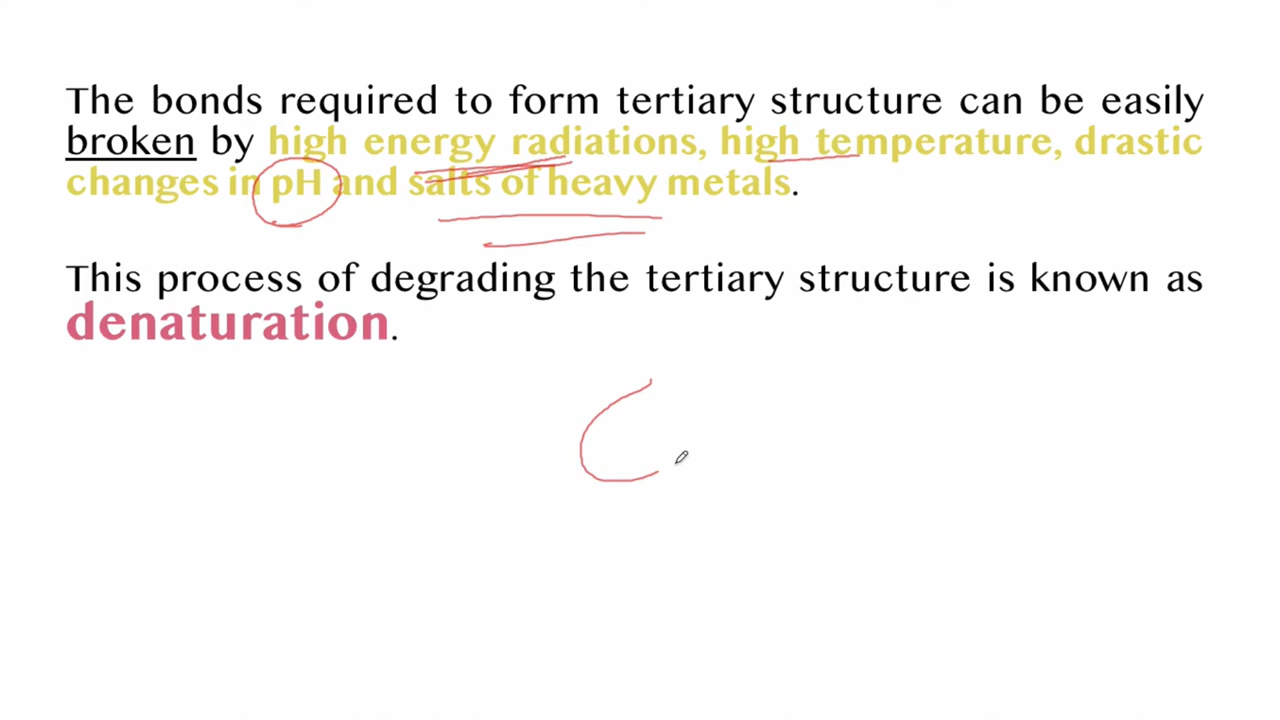 The bonds required to form tertiary structure can be easily
broken by high energy radiations, high temperature, drastic
changes in pH and salts of heavy metals.
This process of degrading the tertiary structure is known as
denaturation.